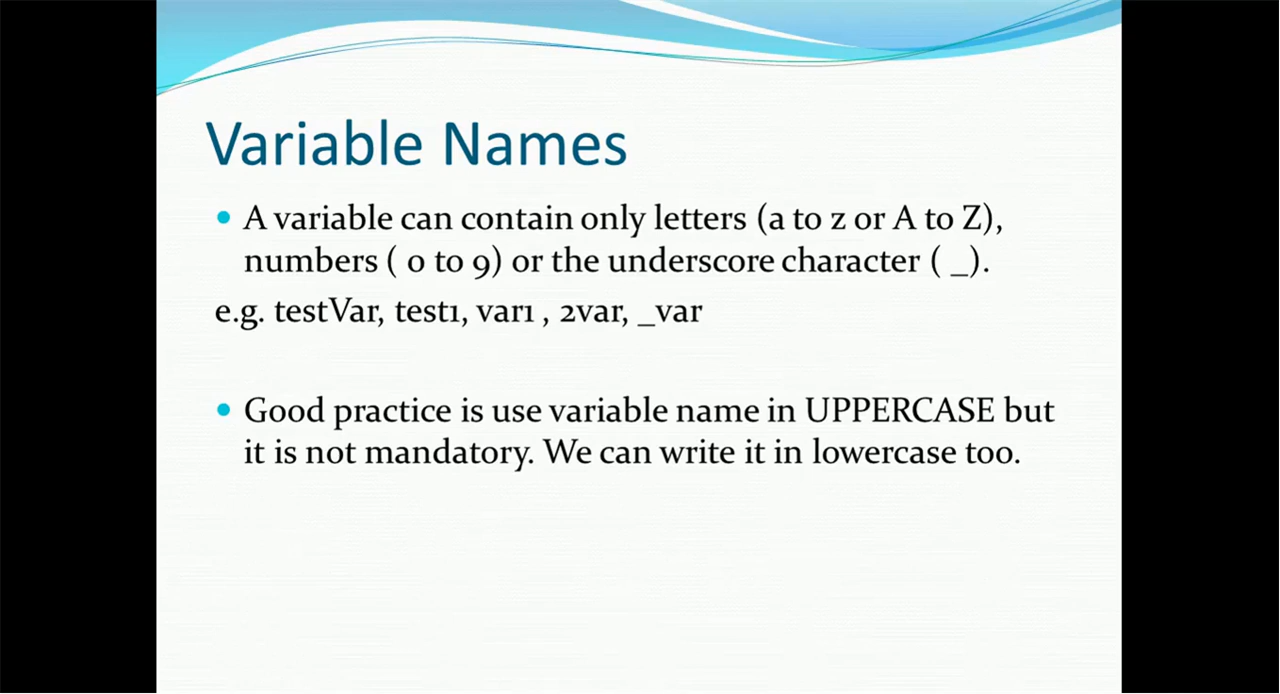 Variable Names
• A variable can contain only letters (a to z or A to Z),
numbers ( 0 to 9) or the underscore character ( _).
e.g. testVar, test1, var1 , 2var, _var
• Good practice is use variable name in UPPERCASE but
it is not mandatory. We can write it in lowercase too.